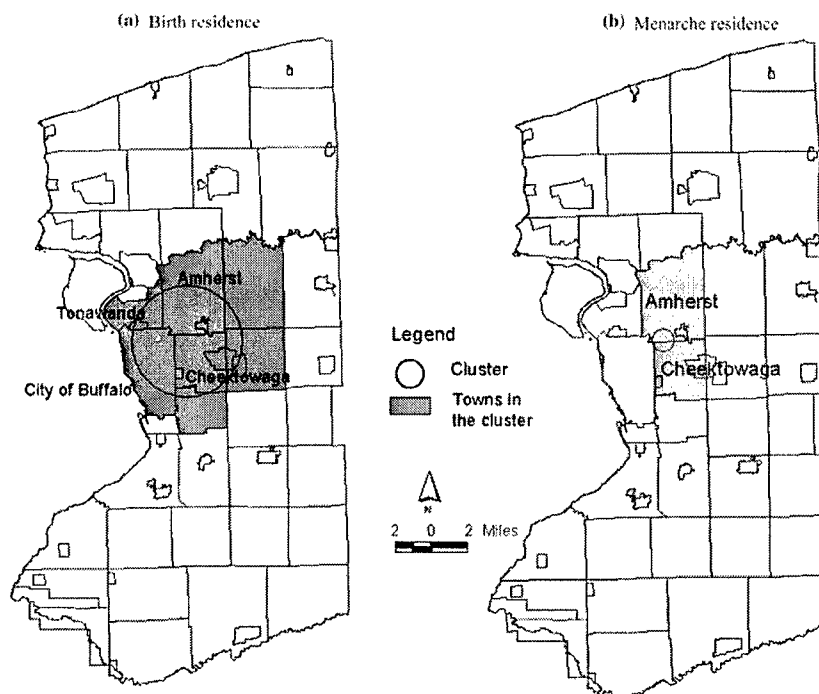 (a) Birth residence
(b) Menarche residence
Amherst
Tonawanda
Cheektowaga
City of Buffalo
Legend
Cluster
Towns in
the cluster
N
2 0 2 Miles
Amherst
Cheektowaga